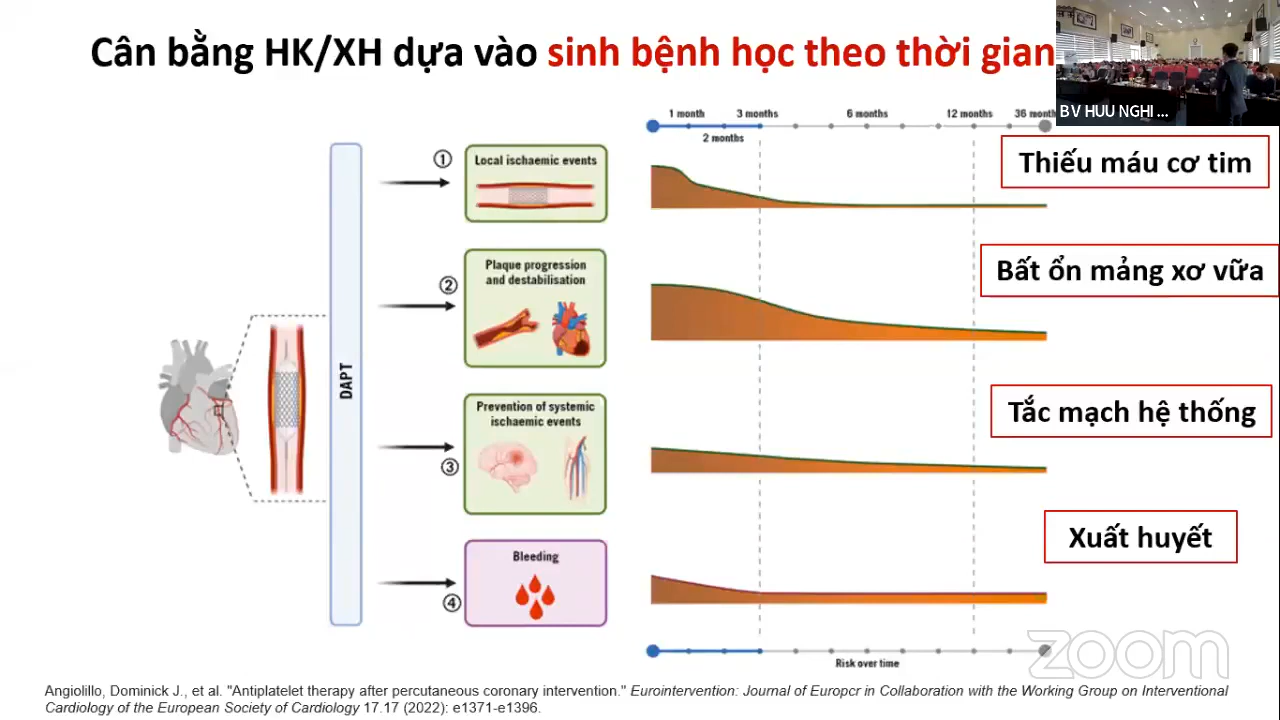 Cân bằng HK/XH dựa vào sinh bệnh học theo thời gian
BV HUU NGHI ...
1 month
3 months
6 months
12 months
36 month
2 months
DAPT
①
Local ischaemic events
Thiếu máu cơ tim
②
Plaque progression
and destabilisation
Bất ổn mảng xơ vữa
③
Prevention of systemic
ischaemic events
Tắc mạch hệ thống
④
Bleeding
Xuất huyết
Risk over time
zoom
Angiolillo, Dominick J., et al. "Antiplatelet therapy after percutaneous coronary intervention." Eurointervention: Journal of Europcr in Collaboration with the Working Group on Interventional
Cardiology of the European Society of Cardiology 17.17 (2022): e1371-e1396.